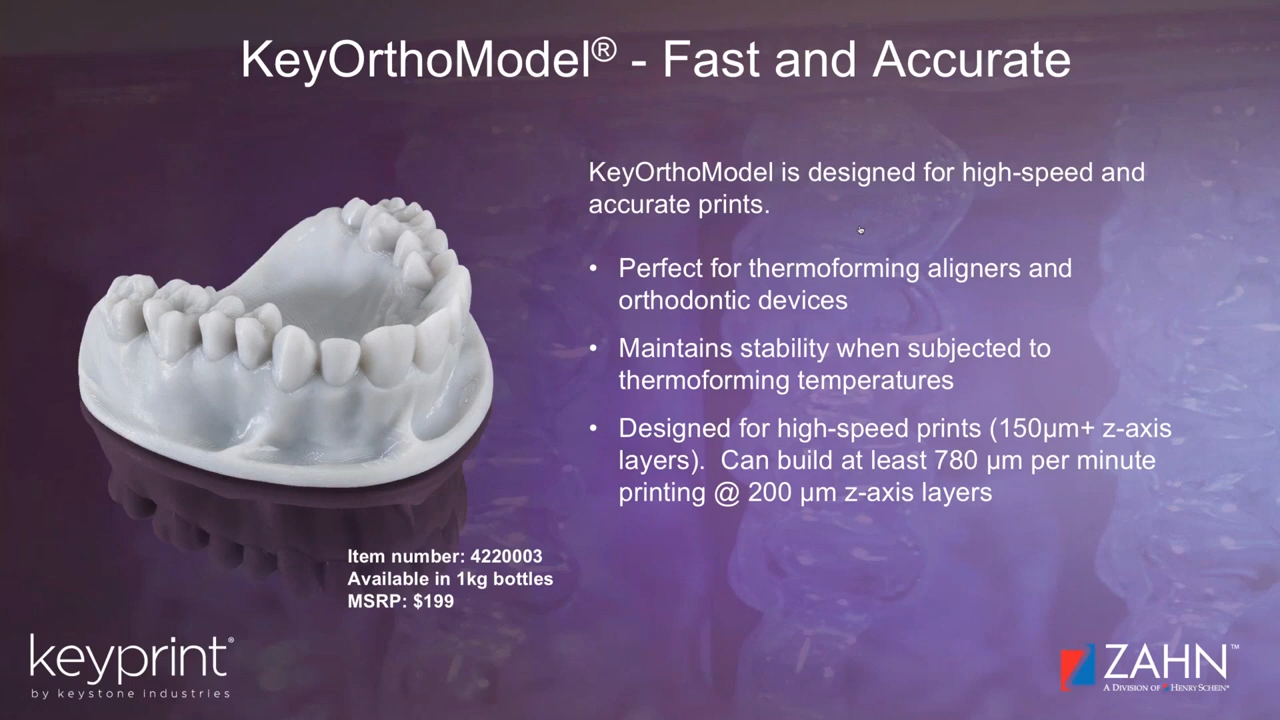 KeyOrthoModel® - Fast and Accurate
KeyOrthoModel is designed for high-speed and
accurate prints.
• Perfect for thermoforming aligners and
orthodontic devices
• Maintains stability when subjected to
thermoforming temperatures
• Designed for high-speed prints (150μm+ z-axis
layers).  Can build at least 780 μm per minute
printing @ 200 μm z-axis layers
Item number: 4220003
Available in 1kg bottles
MSRP: $199
keyprint®
by keystone industries
ZAHN™
A DIVISION OF HENRY SCHEIN®